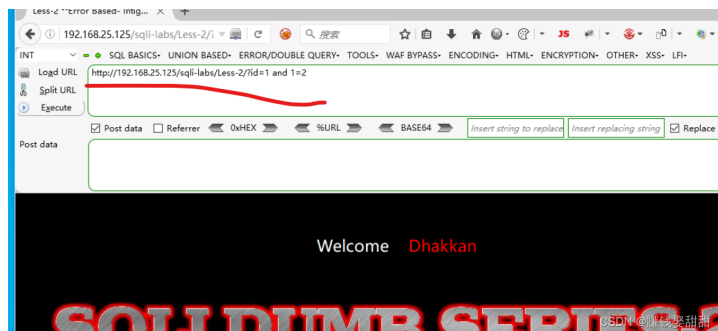 Less-2 **Error Based- Intig...
192.168.25.125/sqli-labs/Less-2/?
搜索
JS
INT
SQL BASICS- UNION BASED- ERROR/DOUBLE QUERY- TOOLS- WAF BYPASS- ENCODING- HTML- ENCRYPTION- OTHER- XSS- LFI-
Load URL
http://192.168.25.125/sqli-labs/Less-2/?id=1 and 1=2
Split URL
Execute
Post data Referrer 0xHEX %URL BASE64 Insert string to replace Insert replacing string Replace
Post data
Welcome Dhakkan
SQLI DUMB SERIES-2
CSDN @赚钱娶甜甜